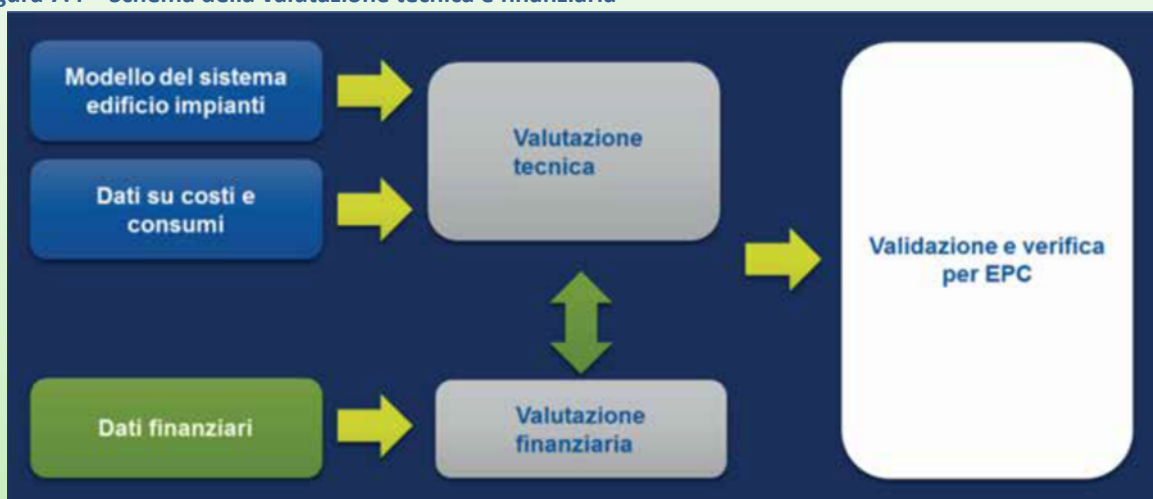 Modello del sistema
edificio impianti
Valutazione
tecnica
Dati su costi e
consumi
Validazione e verifica
per EPC
Dati finanziari
Valutazione
finanziaria